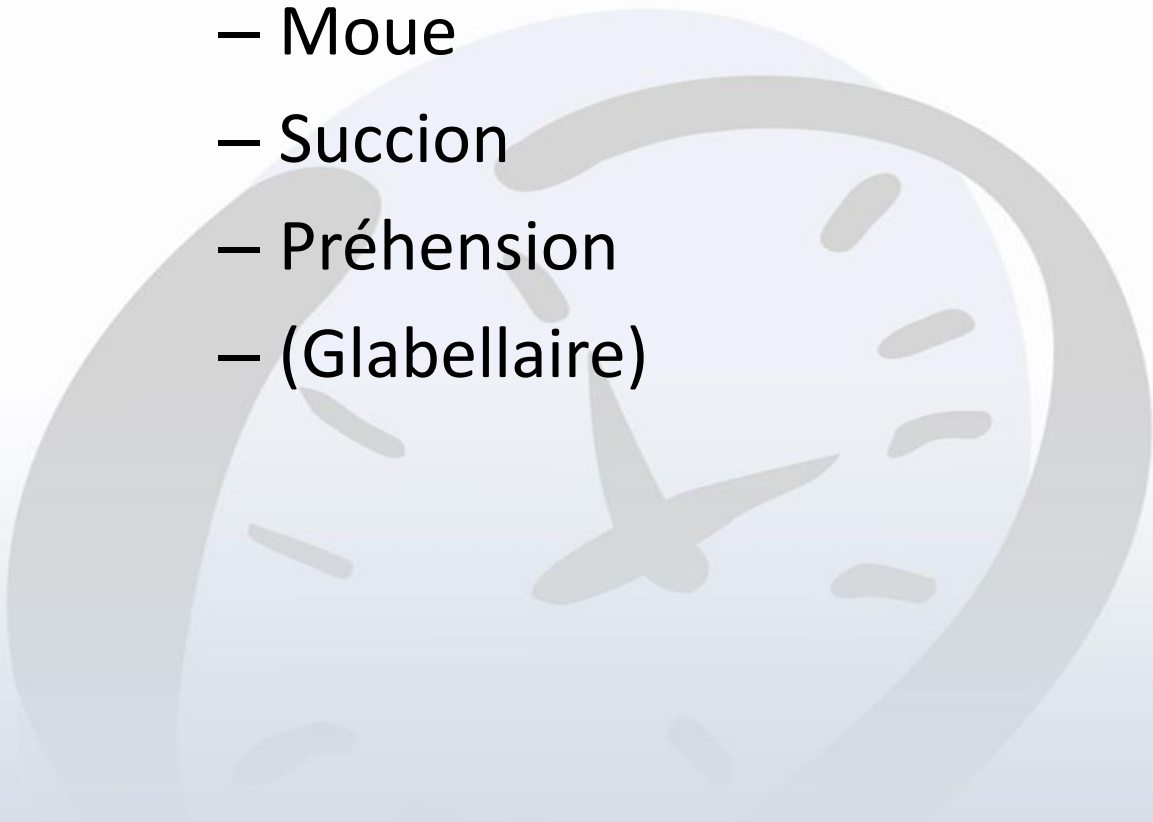 – Moue
– Succion
– Préhension
– (Glabellaire)